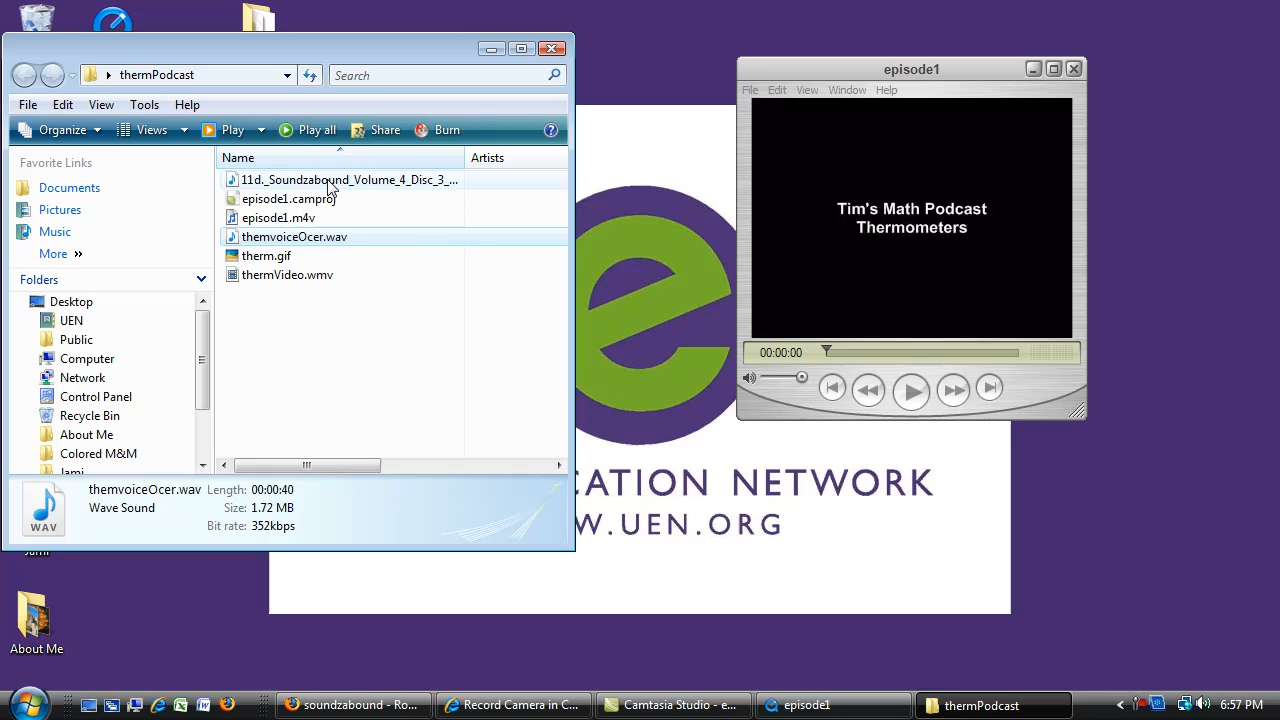 thermPodcast
Search
File Edit View Tools Help
Organize Views Play Play all Share Burn
Favorite Links
Documents
Pictures
Music
More »
Folders
Desktop
UEN
Public
Computer
Network
Control Panel
Recycle Bin
About Me
Colored M&M
Jami
Name Artists
11d._Soundzabound_Volume_4_Disc_3_...
episode1.camproj
episode1.m4v
themvoiceOcer.wav
therm.gif
thermVideo.wmv
WAV
themvoiceOcer.wav
Wave Sound
Length: 00:00:40
Size: 1.72 MB
Bit rate: 352kbps
episode1
File Edit View Window Help
Tim's Math Podcast
Thermometers
00:00:00
e
CATION NETWORK
W.UEN.ORG
Jami
About Me
soundzabound - Ro...
Record Camera in C...
Camtasia Studio - e...
episode1
thermPodcast
6:57 PM